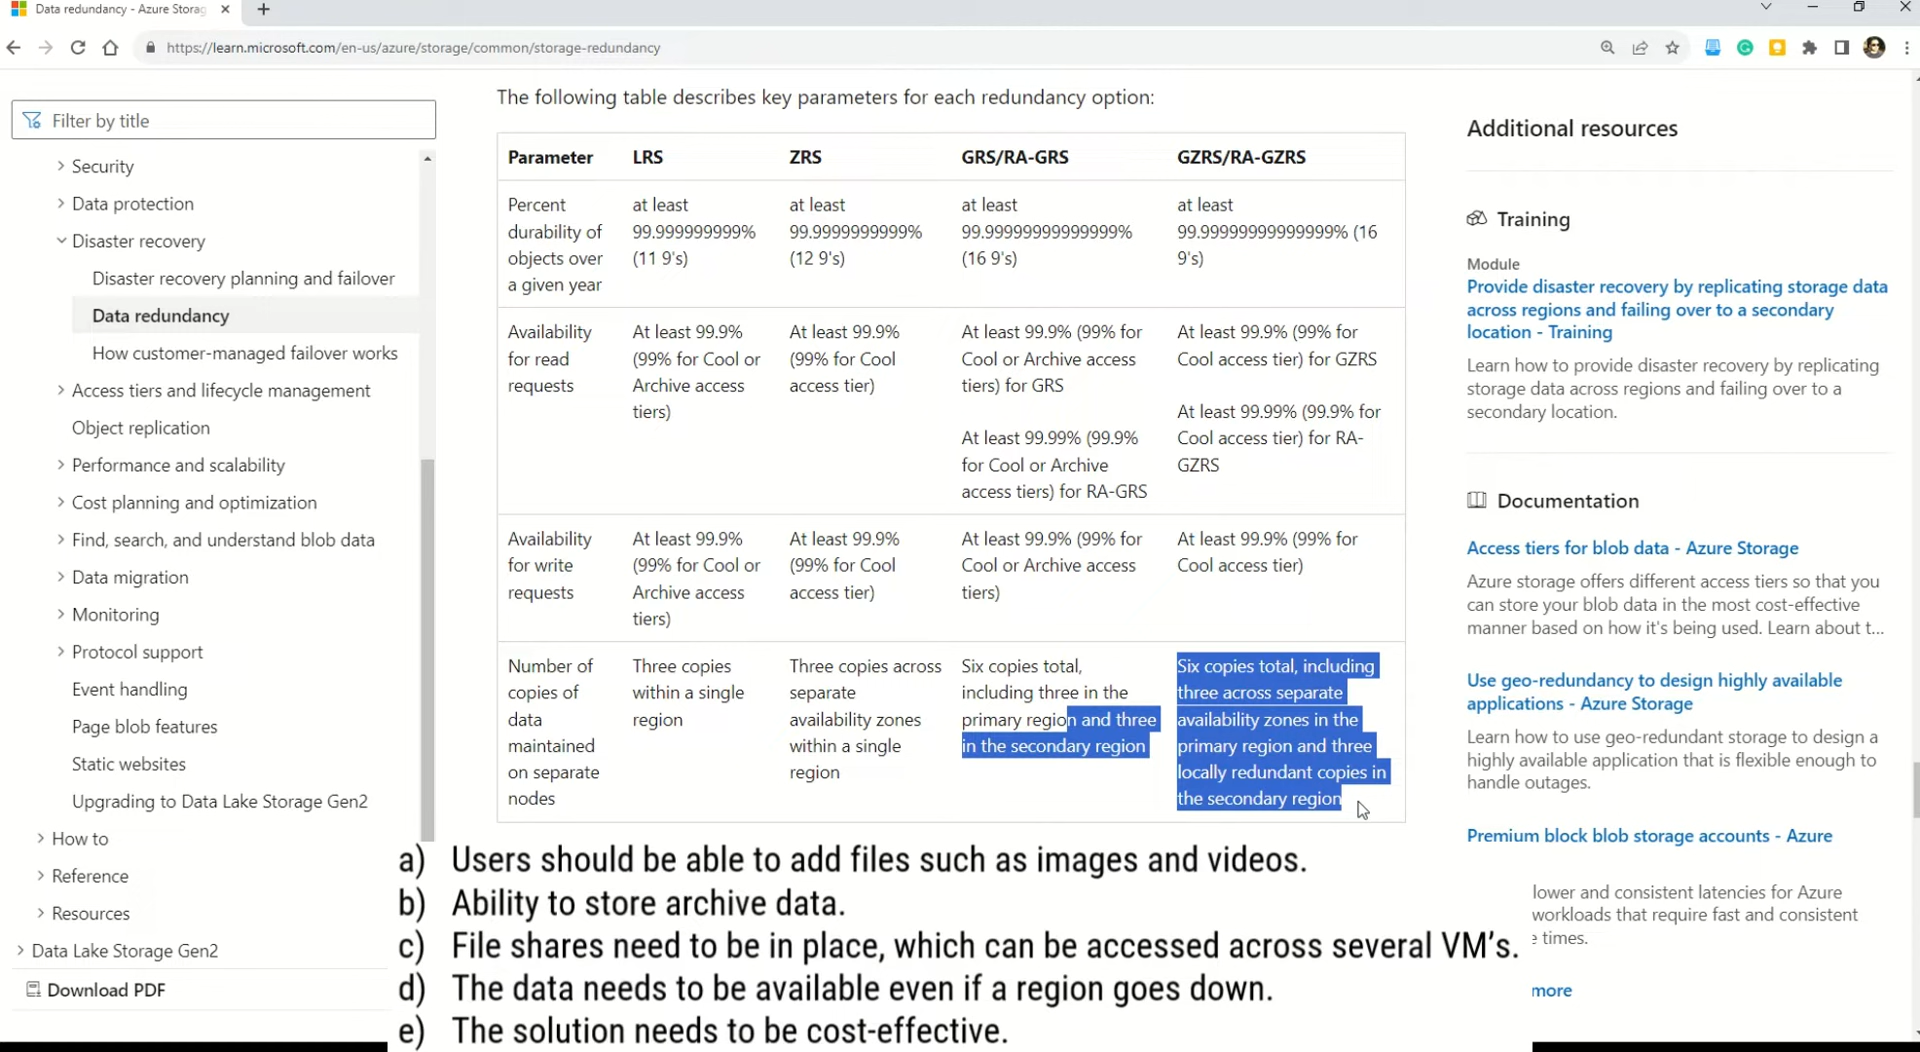 Data redundancy - Azure Storag
https://learn.microsoft.com/en-us/azure/storage/common/storage-redundancy
Filter by title
Security
Data protection
Disaster recovery
Disaster recovery planning and failover
Data redundancy
How customer-managed failover works
Access tiers and lifecycle management
Object replication
Performance and scalability
Cost planning and optimization
Find, search, and understand blob data
Data migration
Monitoring
Protocol support
Event handling
Page blob features
Static websites
Upgrading to Data Lake Storage Gen2
How to
Reference
Resources
Data Lake Storage Gen2
Download PDF
The following table describes key parameters for each redundancy option:
Parameter
LRS
ZRS
GRS/RA-GRS
GZRS/RA-GZRS
Percent
durability of
objects over
a given year
at least
99.999999999%
(11 9's)
at least
99.9999999999%
(12 9's)
at least
99.99999999999999%
(16 9's)
at least
99.99999999999999% (16
9's)
Availability
for read
requests
At least 99.9%
(99% for Cool or
Archive access
tiers)
At least 99.9%
(99% for Cool
access tier)
At least 99.9% (99% for
Cool or Archive access
tiers) for GRS
At least 99.99% (99.9%
for Cool or Archive
access tiers) for RA-GRS
At least 99.9% (99% for
Cool access tier) for GZRS
At least 99.99% (99.9% for
Cool access tier) for RA-
GZRS
Availability
for write
requests
At least 99.9%
(99% for Cool or
Archive access
tiers)
At least 99.9%
(99% for Cool
access tier)
At least 99.9% (99% for
Cool or Archive access
tiers)
At least 99.9% (99% for
Cool access tier)
Number of
copies of
data
maintained
on separate
nodes
Three copies
within a single
region
Three copies across
separate
availability zones
within a single
region
Six copies total,
including three in the
primary region and three
in the secondary region
Six copies total, including
three across separate
availability zones in the
primary region and three
locally redundant copies in
the secondary region
Additional resources
Training
Module
Provide disaster recovery by replicating storage data
across regions and failing over to a secondary
location - Training
Learn how to provide disaster recovery by replicating
storage data across regions and failing over to a
secondary location.
Documentation
Access tiers for blob data - Azure Storage
Azure storage offers different access tiers so that you
can store your blob data in the most cost-effective
manner based on how it's being used. Learn about t...
Use geo-redundancy to design highly available
applications - Azure Storage
Learn how to use geo-redundant storage to design a
highly available application that is flexible enough to
handle outages.
Premium block blob storage accounts - Azure
lower and consistent latencies for Azure
workloads that require fast and consistent
e times.
more
a) Users should be able to add files such as images and videos.
b) Ability to store archive data.
c) File shares need to be in place, which can be accessed across several VM's.
d) The data needs to be available even if a region goes down.
e) The solution needs to be cost-effective.